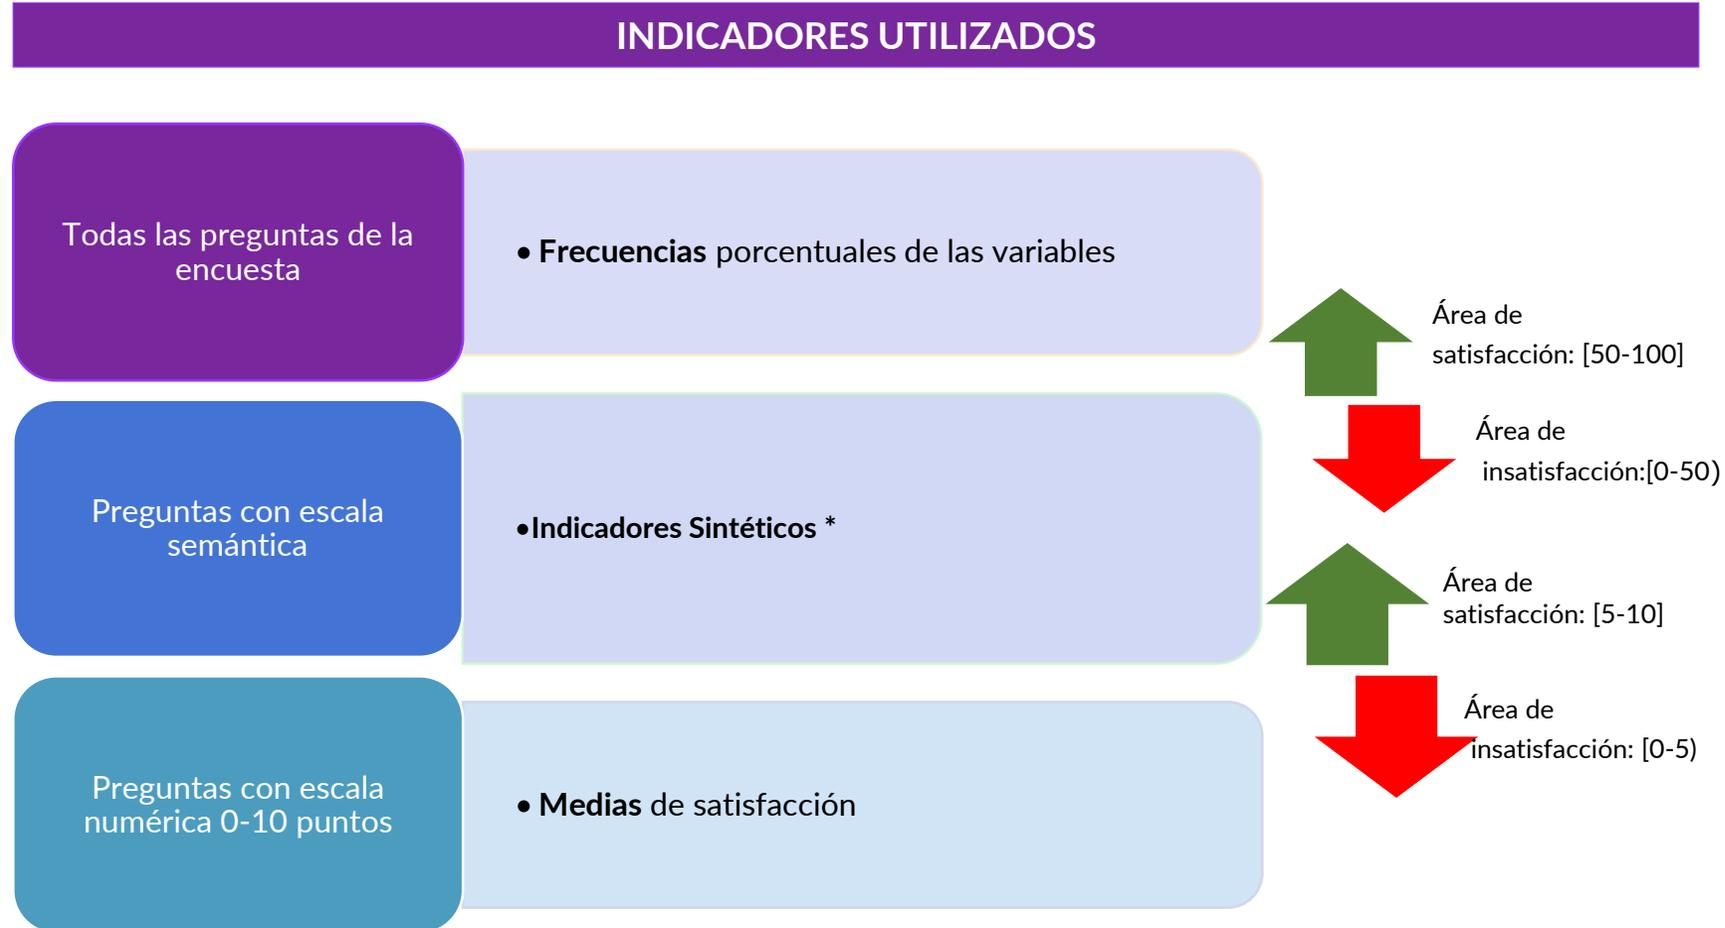 INDICADORES UTILIZADOS
Todas las preguntas de la
encuesta
• Frecuencias porcentuales de las variables
Área de
satisfacción: [50-100]
Área de
insatisfacción:[0-50)
Preguntas con escala
semántica
•Indicadores Sintéticos *
Área de
satisfacción: [5-10]
Área de
insatisfacción: [0-5)
Preguntas con escala
numérica 0-10 puntos
• Medias de satisfacción